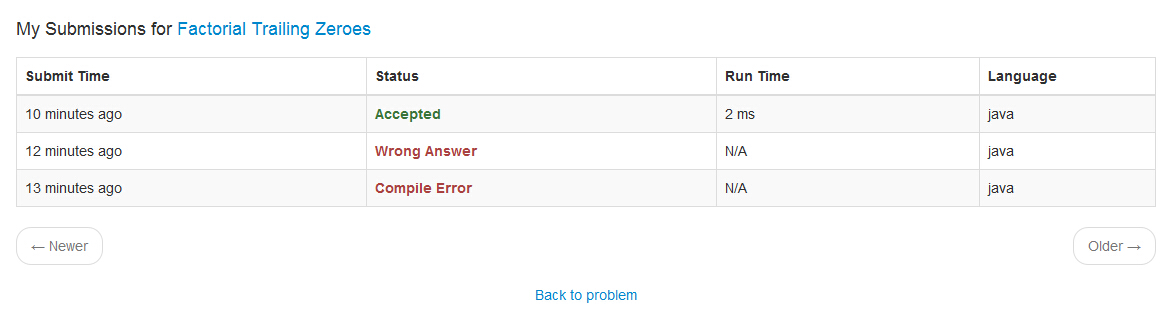 My Submissions for Factorial Trailing Zeroes
Submit Time Status Run Time Language
10 minutes ago Accepted 2 ms java
12 minutes ago Wrong Answer N/A java
13 minutes ago Compile Error N/A java
← Newer Older →
Back to problem